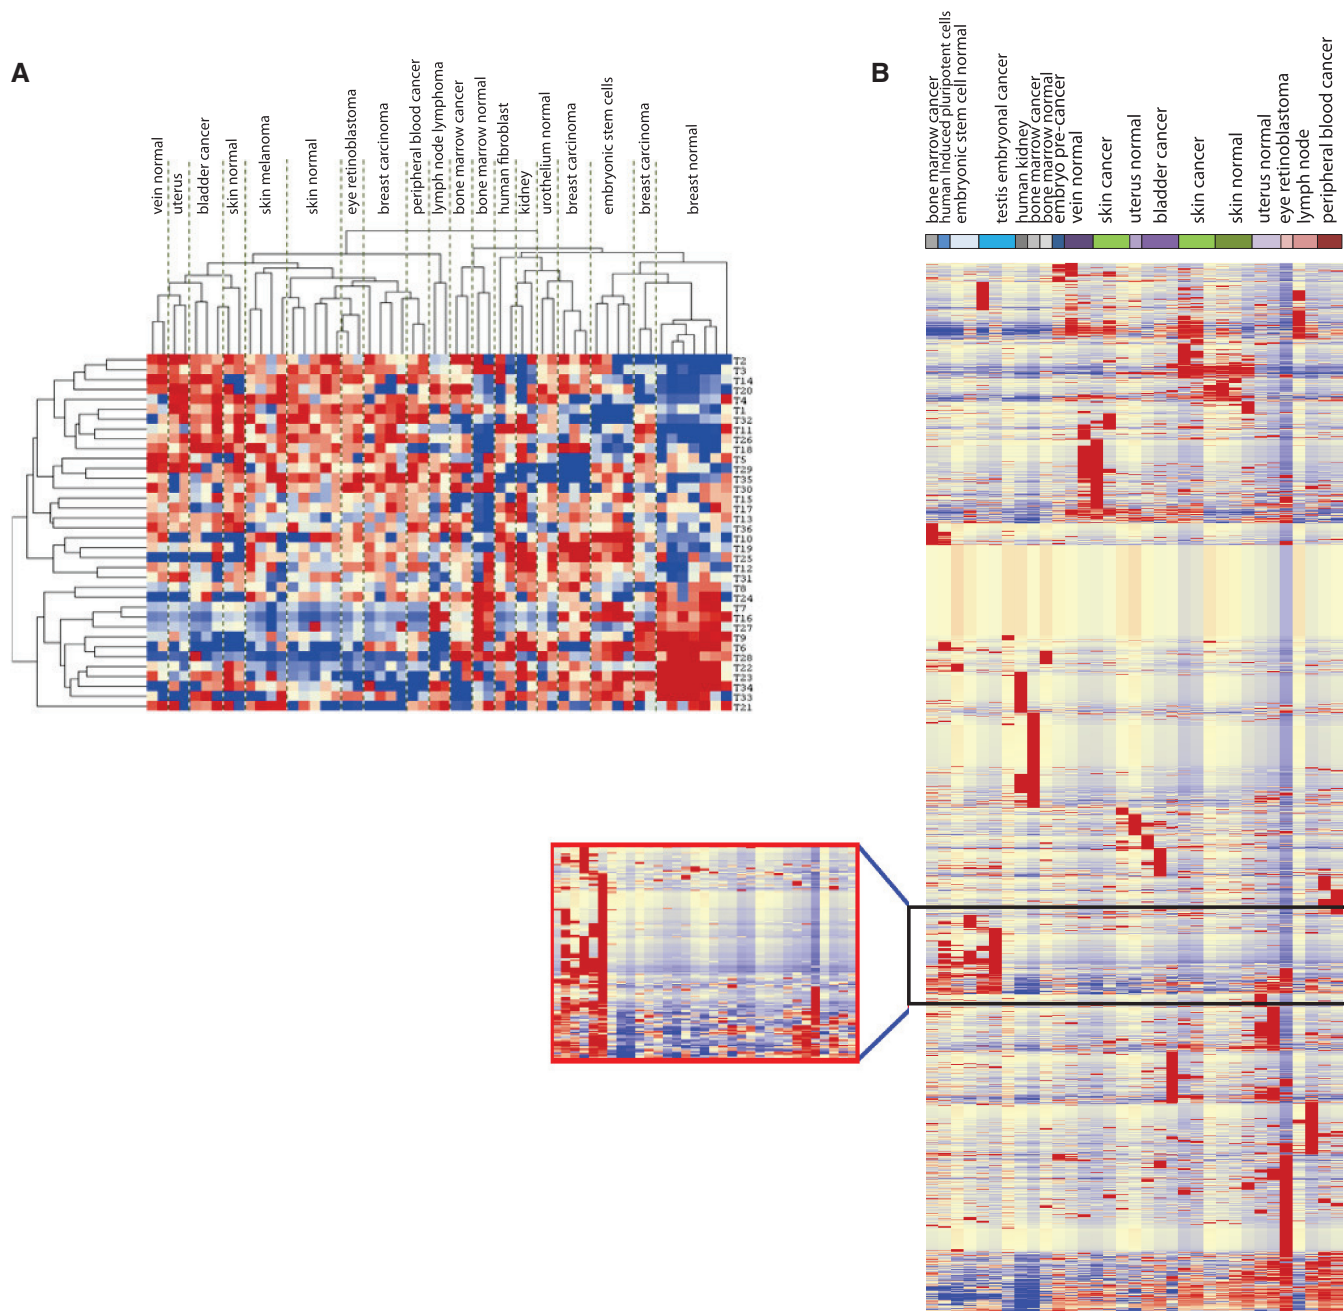 A
vein normal
uterus
bladder cancer
skin normal
skin melanoma
skin normal
eye retinoblastoma
breast carcinoma
peripheral blood cancer
lymph node lymphoma
bone marrow cancer
bone marrow normal
human fibroblast
kidney
urothelium normal
breast carcinoma
embryonic stem cells
breast carcinoma
breast normal
T2
T3
T14
T20
T4
T1
T32
T11
T26
T18
T5
T29
T35
T30
T15
T17
T13
T36
T10
T19
T25
T12
T31
T8
T24
T7
T16
T27
T9
T6
T28
T22
T23
T34
T33
T21
B
bone marrow cancer
human Induced pluripotent cells
embryonic stem cell normal
testis embryonal cancer
human kidney
bone marrow cancer
bone marrow normal
embryo pre-cancer
vein normal
skin cancer
uterus normal
bladder cancer
skin cancer
skin normal
uterus normal
eye retinoblastoma
lymph node
peripheral blood cancer